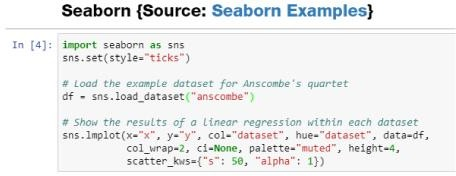 Seaborn {Source: Seaborn Examples}
In [4]: import seaborn as sns
sns.set(style="ticks")
# Load the example dataset for Anscombe's quartet
df = sns.load_dataset("anscombe")
# Show the results of a linear regression within each dataset
sns.lmplot(x="x", y="y", col="dataset", hue="dataset", data=df,
col_wrap=2, ci=None, palette="muted", height=4,
scatter_kws={"s": 50, "alpha": 1})